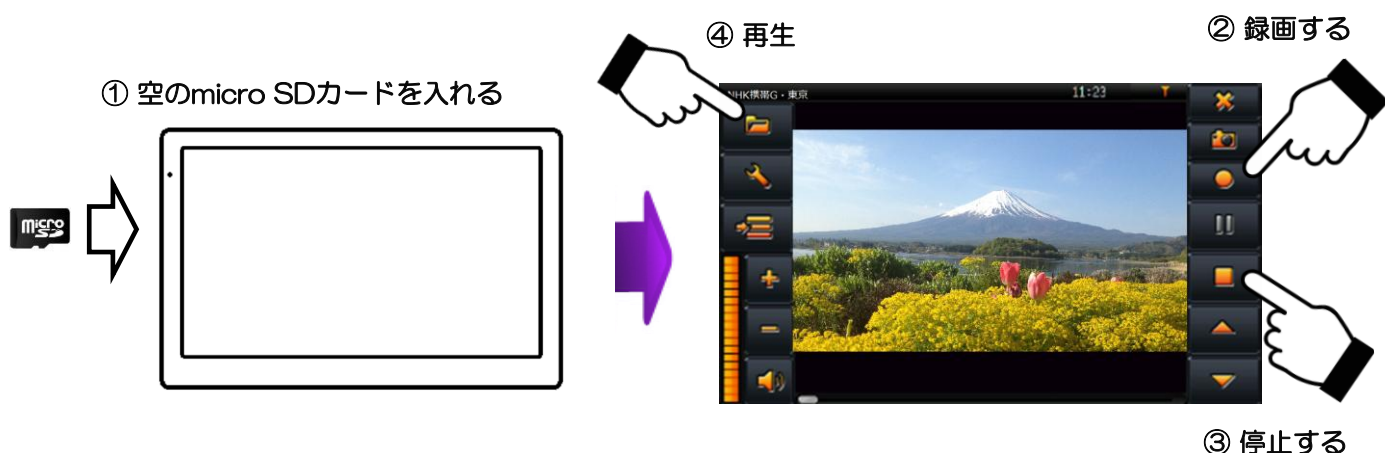 ④ 再生
② 録画する
① 空のmicro SDカードを入れる
NHK携帯G・東京
11:23
micro
SD
③ 停止する